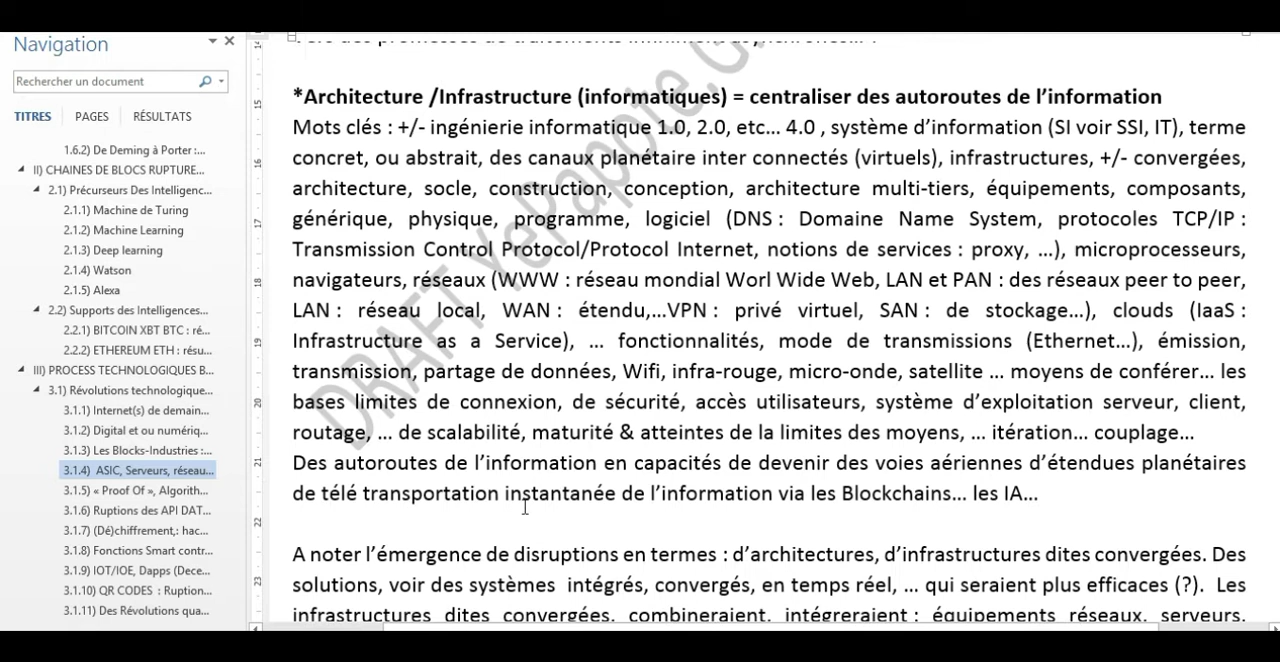 Navigation
Rechercher un document
TITRES PAGES RÉSULTATS
1.6.2) De Deming à Porter :...
II) CHAINES DE BLOCS RUPTURE...
2.1) Précurseurs Des Intelligenc...
2.1.1) Machine de Turing
2.1.2) Machine Learning
2.1.3) Deep learning
2.1.4) Watson
2.1.5) Alexa
2.2) Supports des Intelligences...
2.2.1) BITCOIN XBT BTC : ré...
2.2.2) ETHEREUM ETH : résu...
III) PROCESS TECHNOLOGIQUES B...
3.1) Révolutions technologique...
3.1.1) Internet(s) de demain...
3.1.2) Digital et ou numériq...
3.1.3) Les Blocks-Industries :...
3.1.4) ASIC, Serveurs, réseau...
3.1.5) « Proof Of », Algorith...
3.1.6) Ruptions des API DAT...
3.1.7) (Dé)chiffrement,: hac...
3.1.8) Fonctions Smart contr...
3.1.9) IOT/IOE, Dapps (Dece...
3.1.10) QR CODES : Ruption...
3.1.11) Des Révolutions qua...
14
15
16
17
18
19
20
21
22
23
*Architecture /Infrastructure (informatiques) = centraliser des autoroutes de l'information
Mots clés : +/- ingénierie informatique 1.0, 2.0, etc... 4.0 , système d'information (SI voir SSI, IT), terme
concret, ou abstrait, des canaux planétaire inter connectés (virtuels), infrastructures, +/- convergées,
architecture, socle, construction, conception, architecture multi-tiers, équipements, composants,
générique, physique, programme, logiciel (DNS : Domaine Name System, protocoles TCP/IP :
Transmission Control Protocol/Protocol Internet, notions de services : proxy, ...), microprocesseurs,
navigateurs, réseaux (WWW : réseau mondial Worl Wide Web, LAN et PAN : des réseaux peer to peer,
LAN : réseau local, WAN : étendu,...VPN : privé virtuel, SAN : de stockage...), clouds (IaaS :
Infrastructure as a Service), ... fonctionnalités, mode de transmissions (Ethernet...), émission,
transmission, partage de données, Wifi, infra-rouge, micro-onde, satellite ... moyens de conférer... les
bases limites de connexion, de sécurité, accès utilisateurs, système d'exploitation serveur, client,
routage, ... de scalabilité, maturité & atteintes de la limites des moyens, ... itération... couplage...
Des autoroutes de l'information en capacités de devenir des voies aériennes d'étendues planétaires
de télé transportation instantanée de l'information via les Blockchains... les IA...
A noter l'émergence de disruptions en termes : d'architectures, d'infrastructures dites convergées. Des
solutions, voir des systèmes intégrés, convergés, en temps réel, ... qui seraient plus efficaces (?). Les
infrastructures dites convergées, combineraient, intégreraient : équipements réseaux, serveurs,
DRAFT YePapote,G.